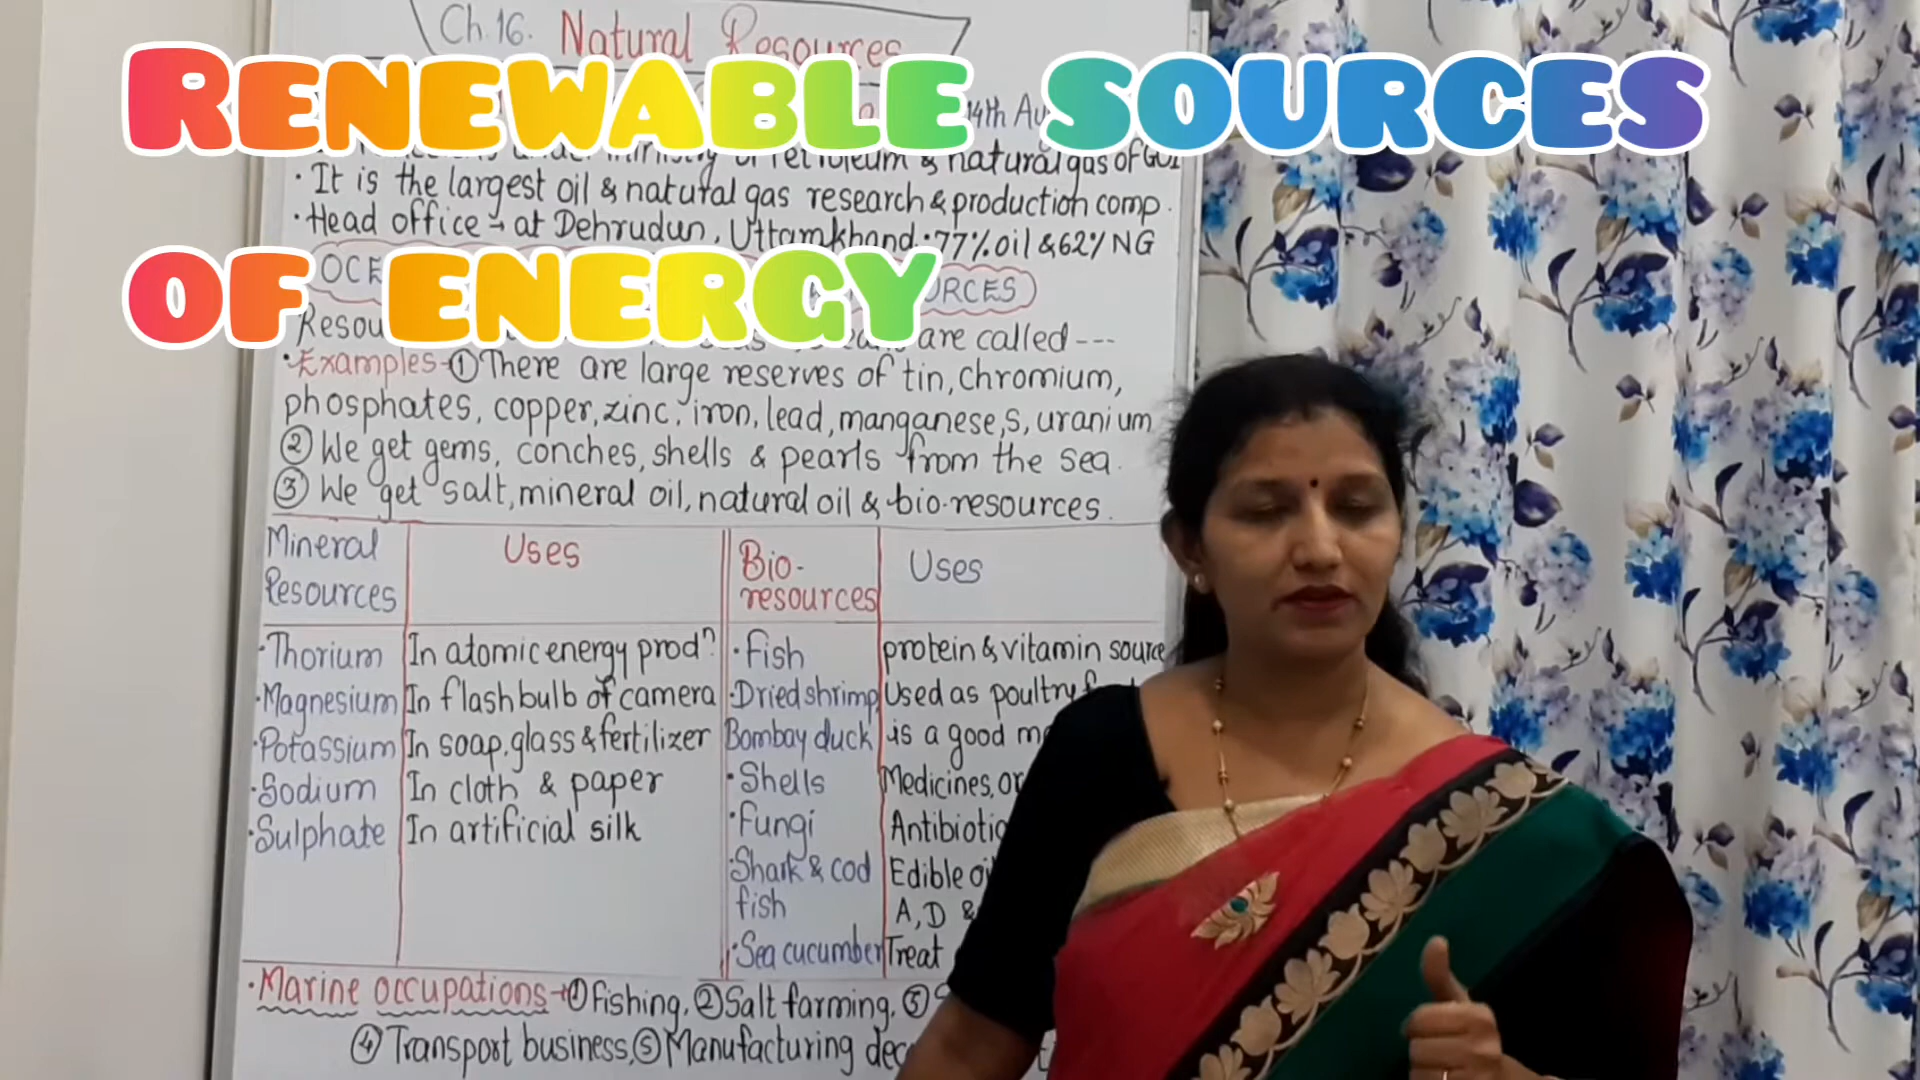 Ch.16. Natural Resources
RENEWABLE SOURCES
14th
OF ENERGY
Petroleum & natural gas of GOI
· It is the largest oil & natural gas research & production comp.
· Head office → at Dehrudun, Uttamkhand · 77% oil & 62% NG
are called ---
· Examples - ① There are large reserves of tin, chromium,
phosphates, copper, zinc, iron, lead, manganese, S, uranium
② We get gems, conches, shells & pearls from the sea.
③ We get salt, mineral oil, natural oil & bio-resources.
Mineral Resources Uses Bio-resources Uses
· Thorium In atomic energy prodⁿ · Fish protein & vitamin source
· Magnesium In flash bulb of camera · Dried shrimp, Used as poultry
· Potassium In soap, glass & fertilizer Bombay duck is a good
· Sodium In cloth & paper · Shells Medicines,
· Sulphate In artificial silk · Fungi
· Shark & cod fish Edible
A, D &
· Sea cucumber Treat
· Marine occupations → ① Fishing, ② Salt farming, ③
④ Transport business, ⑤ Manufacturing